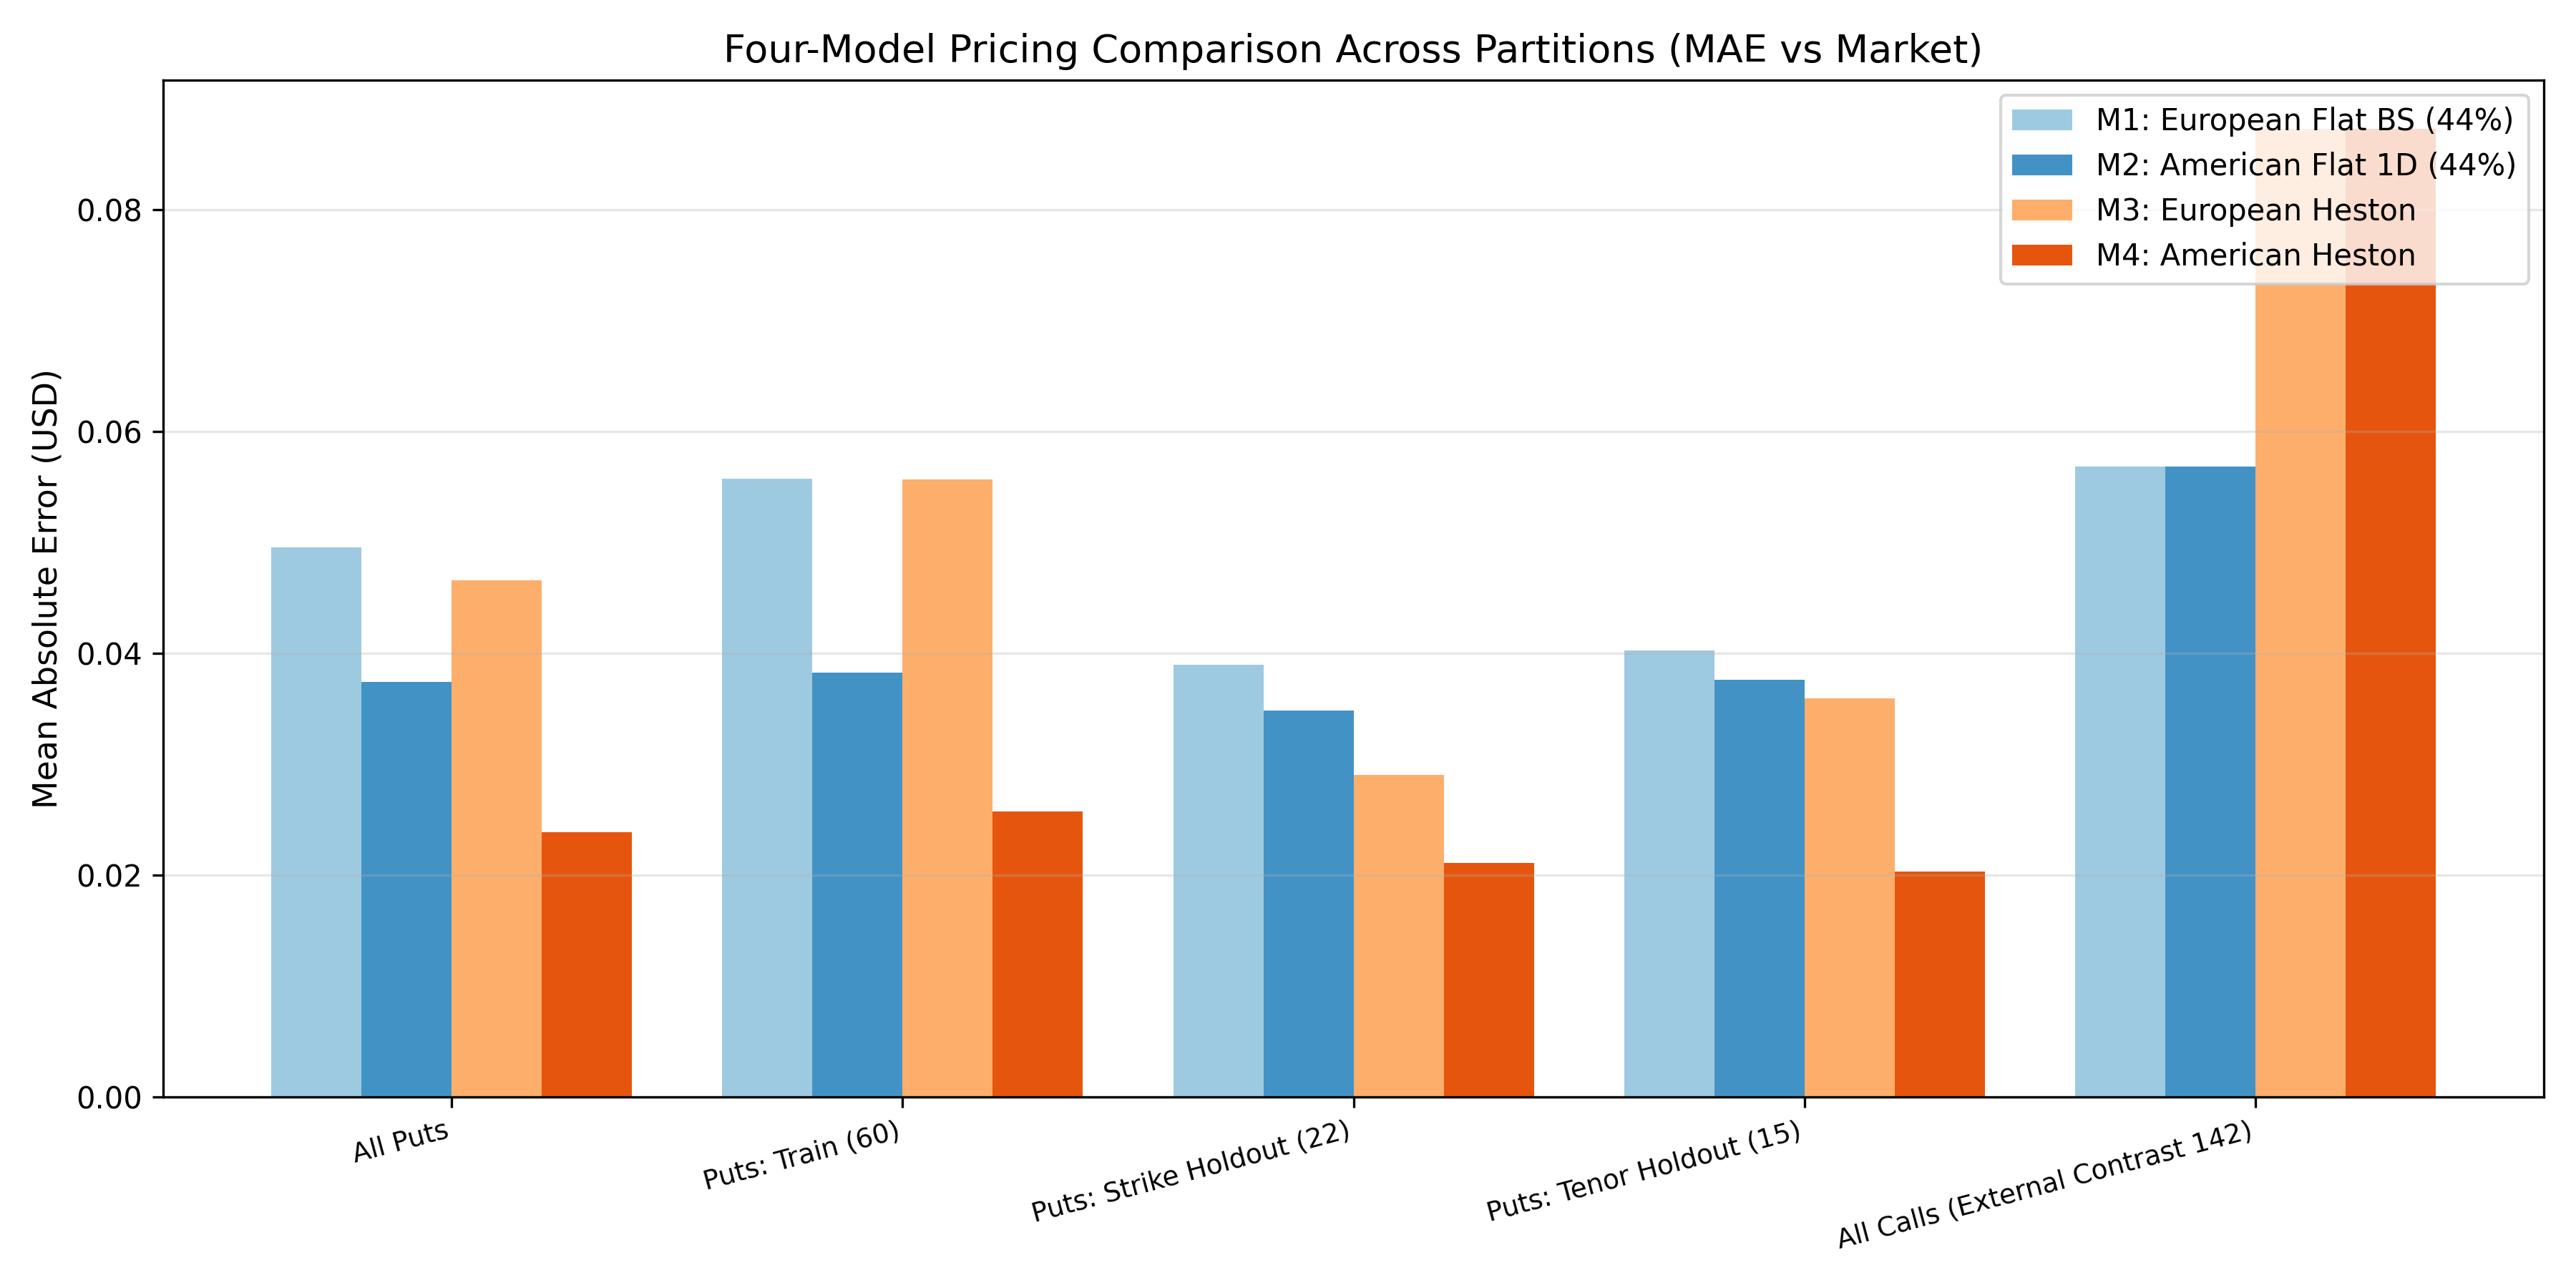 Four-Model Pricing Comparison Across Partitions (MAE vs Market)
M1: European Flat BS (44%)
M2: American Flat 1D (44%)
M3: European Heston
M4: American Heston
Mean Absolute Error (USD)
0.08
0.06
0.04
0.02
0.00
All Puts
Puts: Train (60)
Puts: Strike Holdout (22)
Puts: Tenor Holdout (15)
All Calls (External Contrast 142)